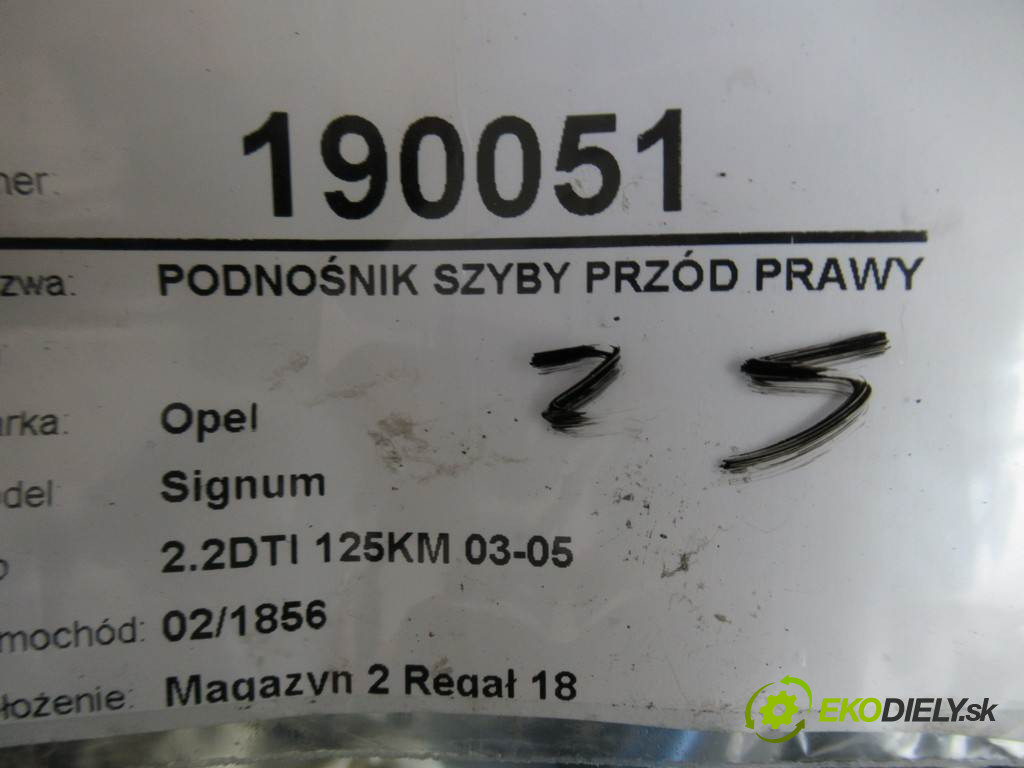 ner: 190051
zwa: PODNOŚNIK SZYBY PRZÓD PRAWY
25
arka: Opel
odel Signum
2.2DTI 125KM 03-05
mochód: 02/1856
łożenie: Magazyn 2 Regał 18
EKODIELY.sk